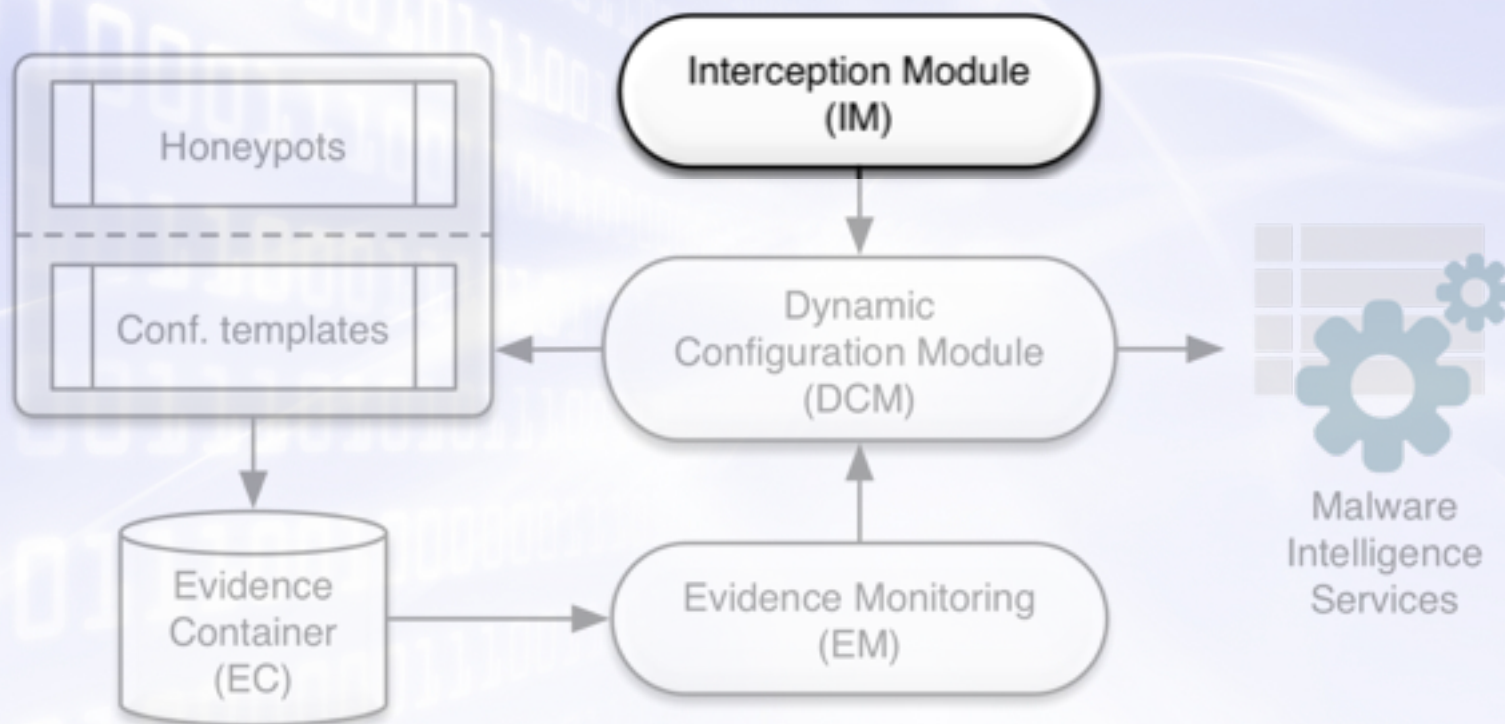 Interception Module
(IM)
Honeypots
Conf. templates
Dynamic
Configuration Module
(DCM)
Malware
Intelligence
Services
Evidence
Container
(EC)
Evidence Monitoring
(EM)